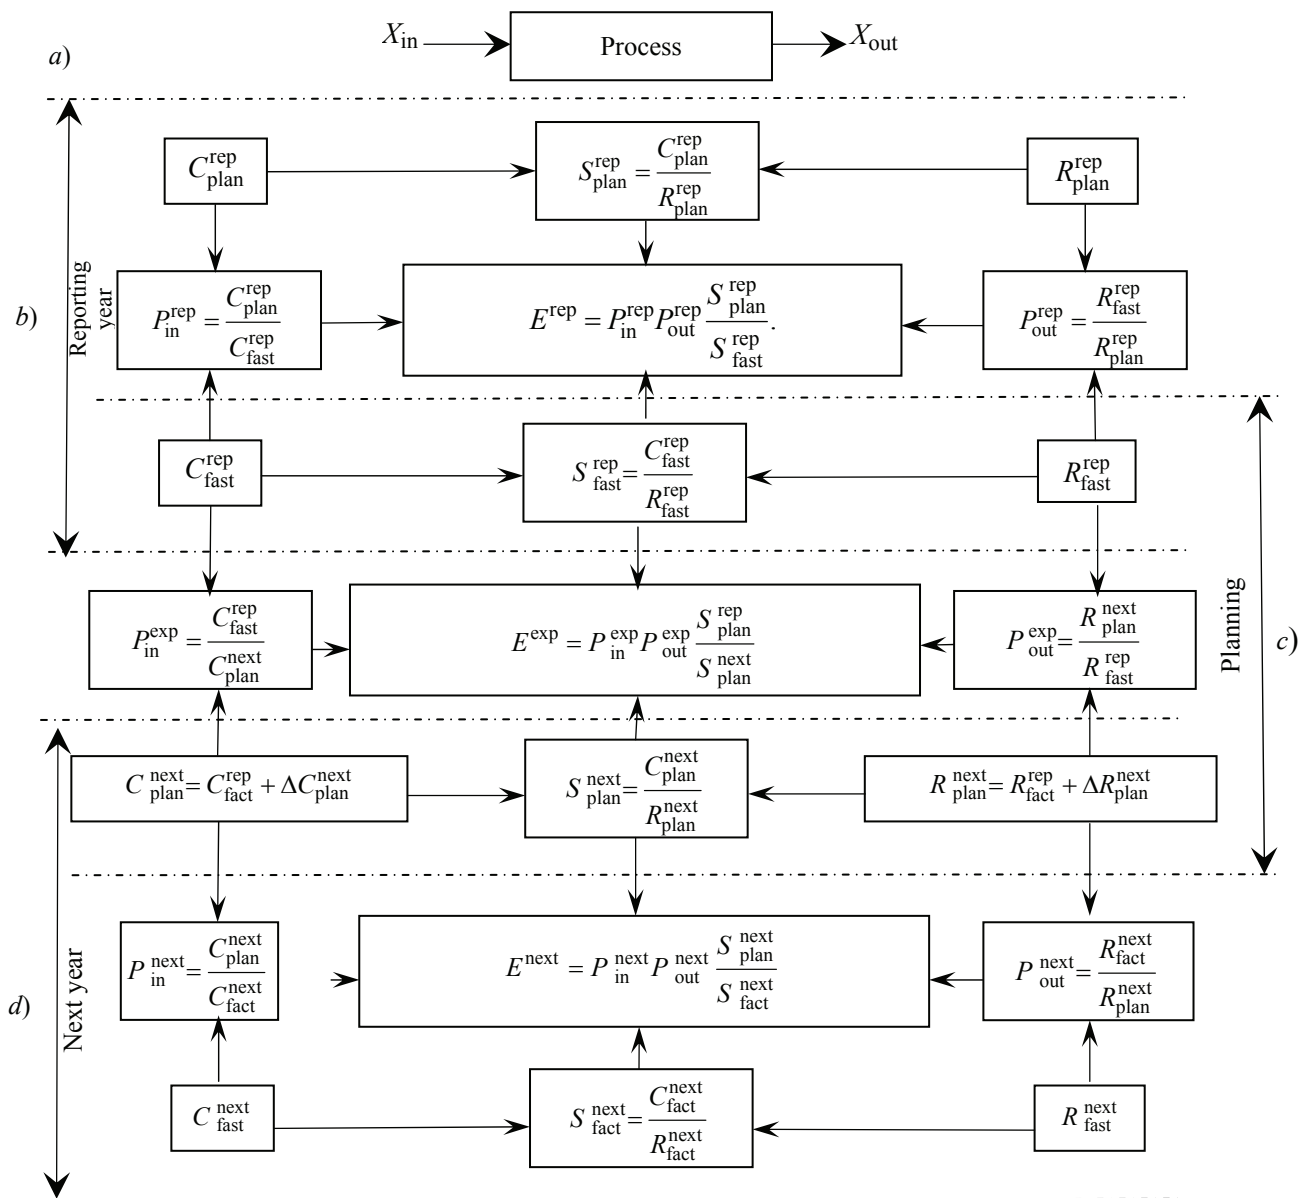 X_in Process X_out
a)
C_plan^rep S_plan^rep = C_plan^rep / R_plan^rep R_plan^rep
b) Reporting year
P_in^rep = C_plan^rep / C_fast^rep E^rep = P_in^rep P_out^rep S_plan^rep / S_fast^rep. P_out^rep = R_fast^rep / R_plan^rep
C_fast^rep S_fast^rep = C_fast^rep / R_fast^rep R_fast^rep
P_in^exp = C_fast^rep / C_plan^next E^exp = P_in^exp P_out^exp S_plan^rep / S_plan^next P_out^exp = R_plan^next / R_fast^rep
Planning c)
C_plan^next = C_fact^rep + ΔC_plan^next S_plan^next = C_plan^next / R_plan^next R_plan^next = R_fact^rep + ΔR_plan^next
d) Next year
P_in^next = C_plan^next / C_fact^next E^next = P_in^next P_out^next S_plan^next / S_fact^next P_out^next = R_fact^next / R_plan^next
C_fast^next S_fact^next = C_fact^next / R_fact^next R_fast^next